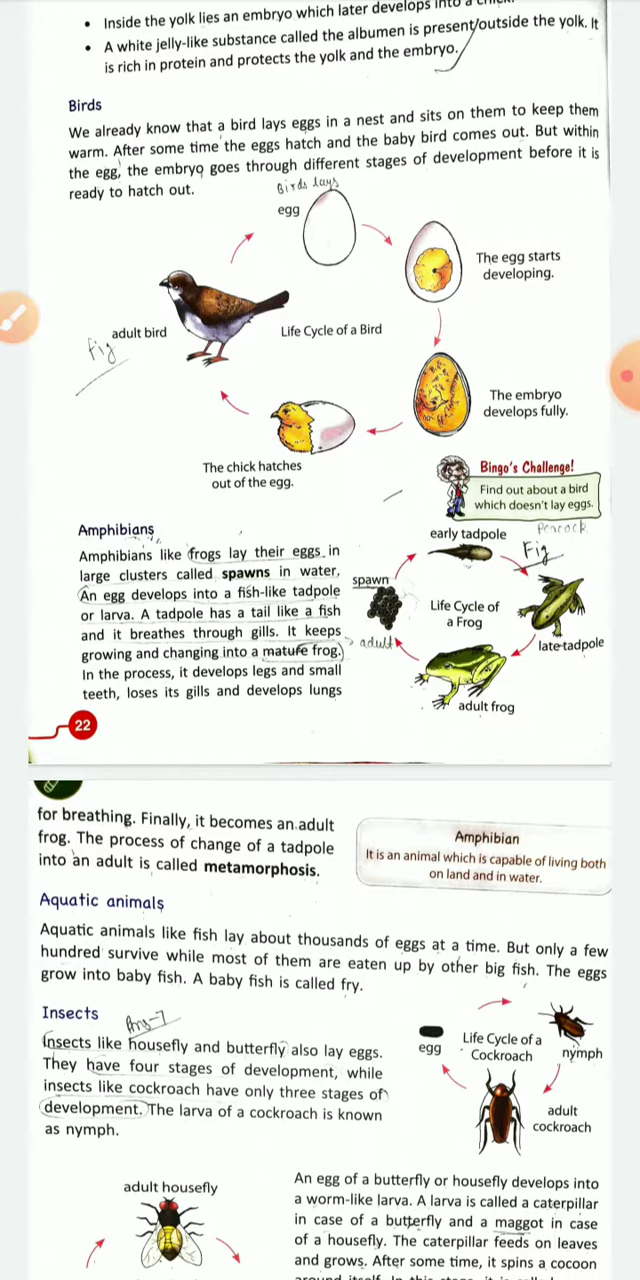 • Inside the yolk lies an embryo which later develops into a chick.
• A white jelly-like substance called the albumen is present outside the yolk. It
is rich in protein and protects the yolk and the embryo.
Birds
We already know that a bird lays eggs in a nest and sits on them to keep them
warm. After some time the eggs hatch and the baby bird comes out. But within
the egg, the embryo goes through different stages of development before it is
ready to hatch out.
Birds lays
egg
The egg starts
developing.
adult bird
Life Cycle of a Bird
Fig
The embryo
develops fully.
The chick hatches
out of the egg.
Bingo's Challenge!
Find out about a bird
which doesn't lay eggs.
Peacock
Amphibians
Amphibians like frogs lay their eggs in
large clusters called spawns in water.
An egg develops into a fish-like tadpole
or larva. A tadpole has a tail like a fish
and it breathes through gills. It keeps
growing and changing into a mature frog.
In the process, it develops legs and small
teeth, loses its gills and develops lungs
early tadpole
Fig
spawn
Life Cycle of
a Frog
adult
late-tadpole
adult frog
22
for breathing. Finally, it becomes an adult
frog. The process of change of a tadpole
into an adult is called metamorphosis.
Amphibian
It is an animal which is capable of living both
on land and in water.
Aquatic animals
Aquatic animals like fish lay about thousands of eggs at a time. But only a few
hundred survive while most of them are eaten up by other big fish. The eggs
grow into baby fish. A baby fish is called fry.
Insects
Ans-7
Insects like housefly and butterfly also lay eggs.
They have four stages of development, while
insects like cockroach have only three stages of
development. The larva of a cockroach is known
as nymph.
egg
Life Cycle of a
Cockroach
nymph
adult
cockroach
adult housefly
An egg of a butterfly or housefly develops into
a worm-like larva. A larva is called a caterpillar
in case of a butterfly and a maggot in case
of a housefly. The caterpillar feeds on leaves
and grows. After some time, it spins a cocoon